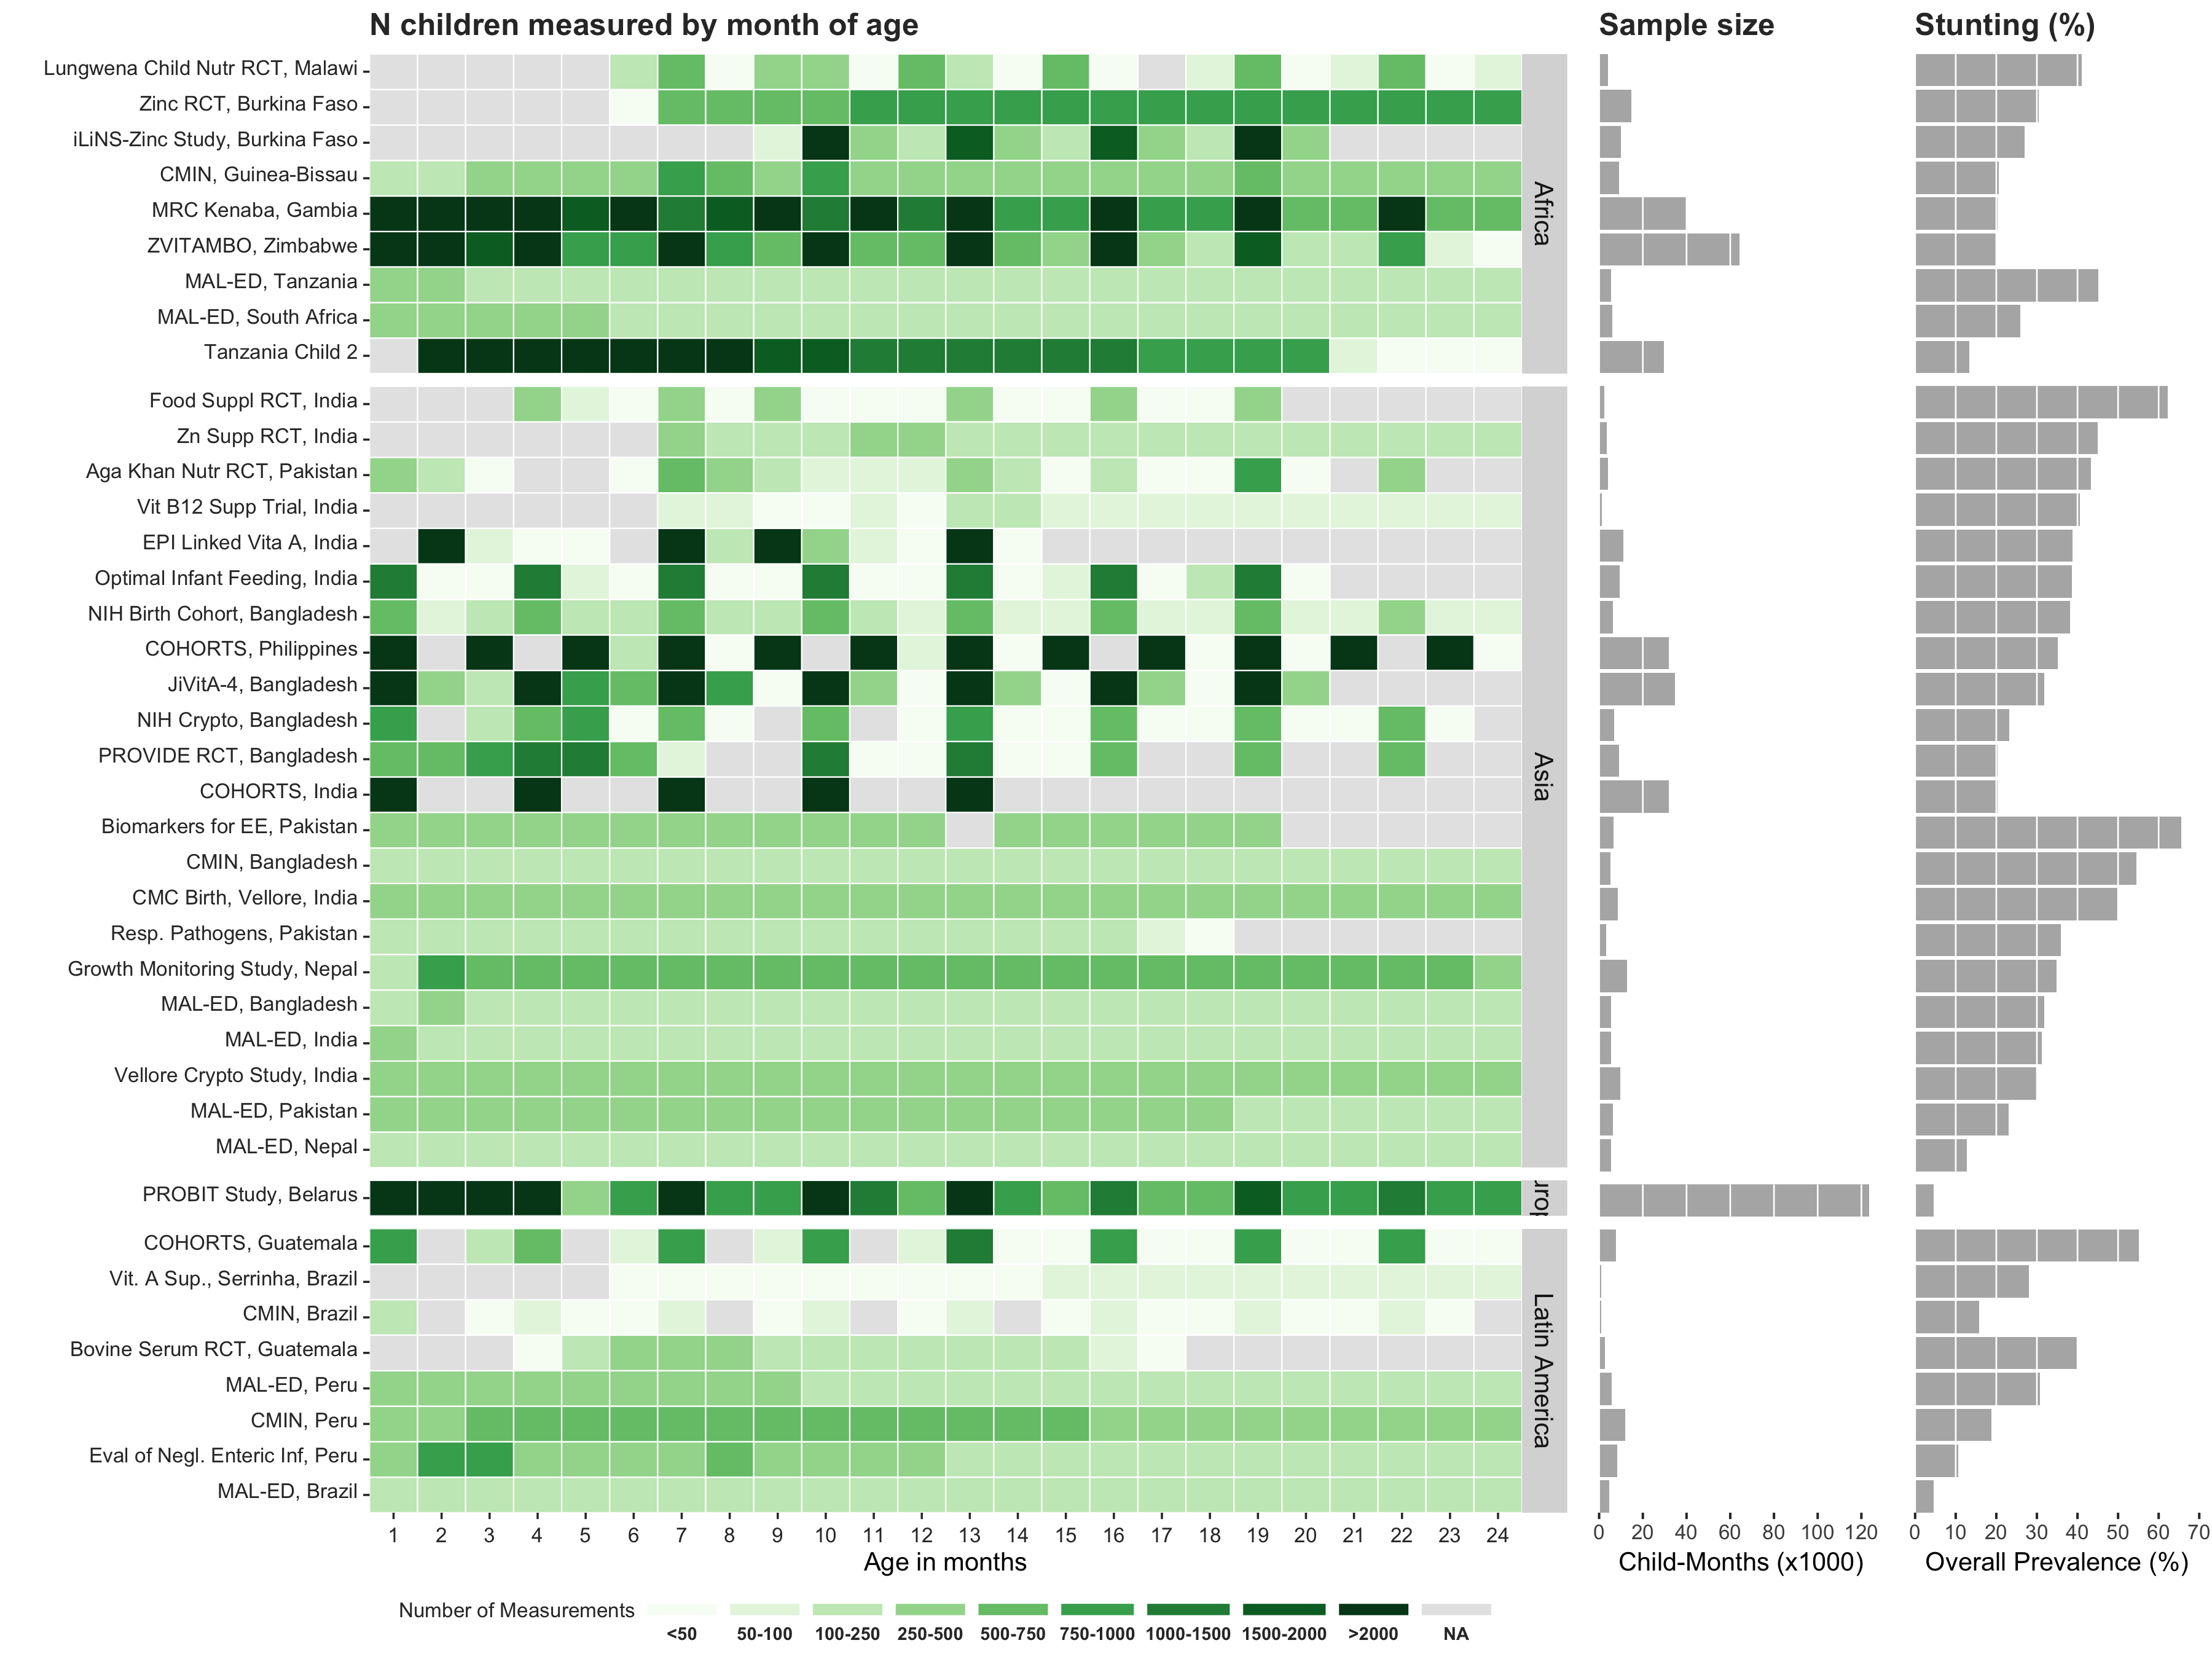 N children measured by month of age
Sample size
Stunting (%)
Lungwena Child Nutr RCT, Malawi
Zinc RCT, Burkina Faso
iLiNS-Zinc Study, Burkina Faso
CMIN, Guinea-Bissau
MRC Kenaba, Gambia
ZVITAMBO, Zimbabwe
MAL-ED, Tanzania
MAL-ED, South Africa
Tanzania Child 2
Africa
Food Suppl RCT, India
Zn Supp RCT, India
Aga Khan Nutr RCT, Pakistan
Vit B12 Supp Trial, India
EPI Linked Vita A, India
Optimal Infant Feeding, India
NIH Birth Cohort, Bangladesh
COHORTS, Philippines
JiVitA-4, Bangladesh
NIH Crypto, Bangladesh
PROVIDE RCT, Bangladesh
COHORTS, India
Biomarkers for EE, Pakistan
CMIN, Bangladesh
CMC Birth, Vellore, India
Resp. Pathogens, Pakistan
Growth Monitoring Study, Nepal
MAL-ED, Bangladesh
MAL-ED, India
Vellore Crypto Study, India
MAL-ED, Pakistan
MAL-ED, Nepal
Asia
PROBIT Study, Belarus
urop
COHORTS, Guatemala
Vit. A Sup., Serrinha, Brazil
CMIN, Brazil
Bovine Serum RCT, Guatemala
MAL-ED, Peru
CMIN, Peru
Eval of Negl. Enteric Inf, Peru
MAL-ED, Brazil
Latin America
1 2 3 4 5 6 7 8 9 10 11 12 13 14 15 16 17 18 19 20 21 22 23 24
Age in months
0 20 40 60 80 100 120
Child-Months (x1000)
0 10 20 30 40 50 60 70
Overall Prevalence (%)
Number of Measurements
<50 50-100 100-250 250-500 500-750 750-1000 1000-1500 1500-2000 >2000 NA